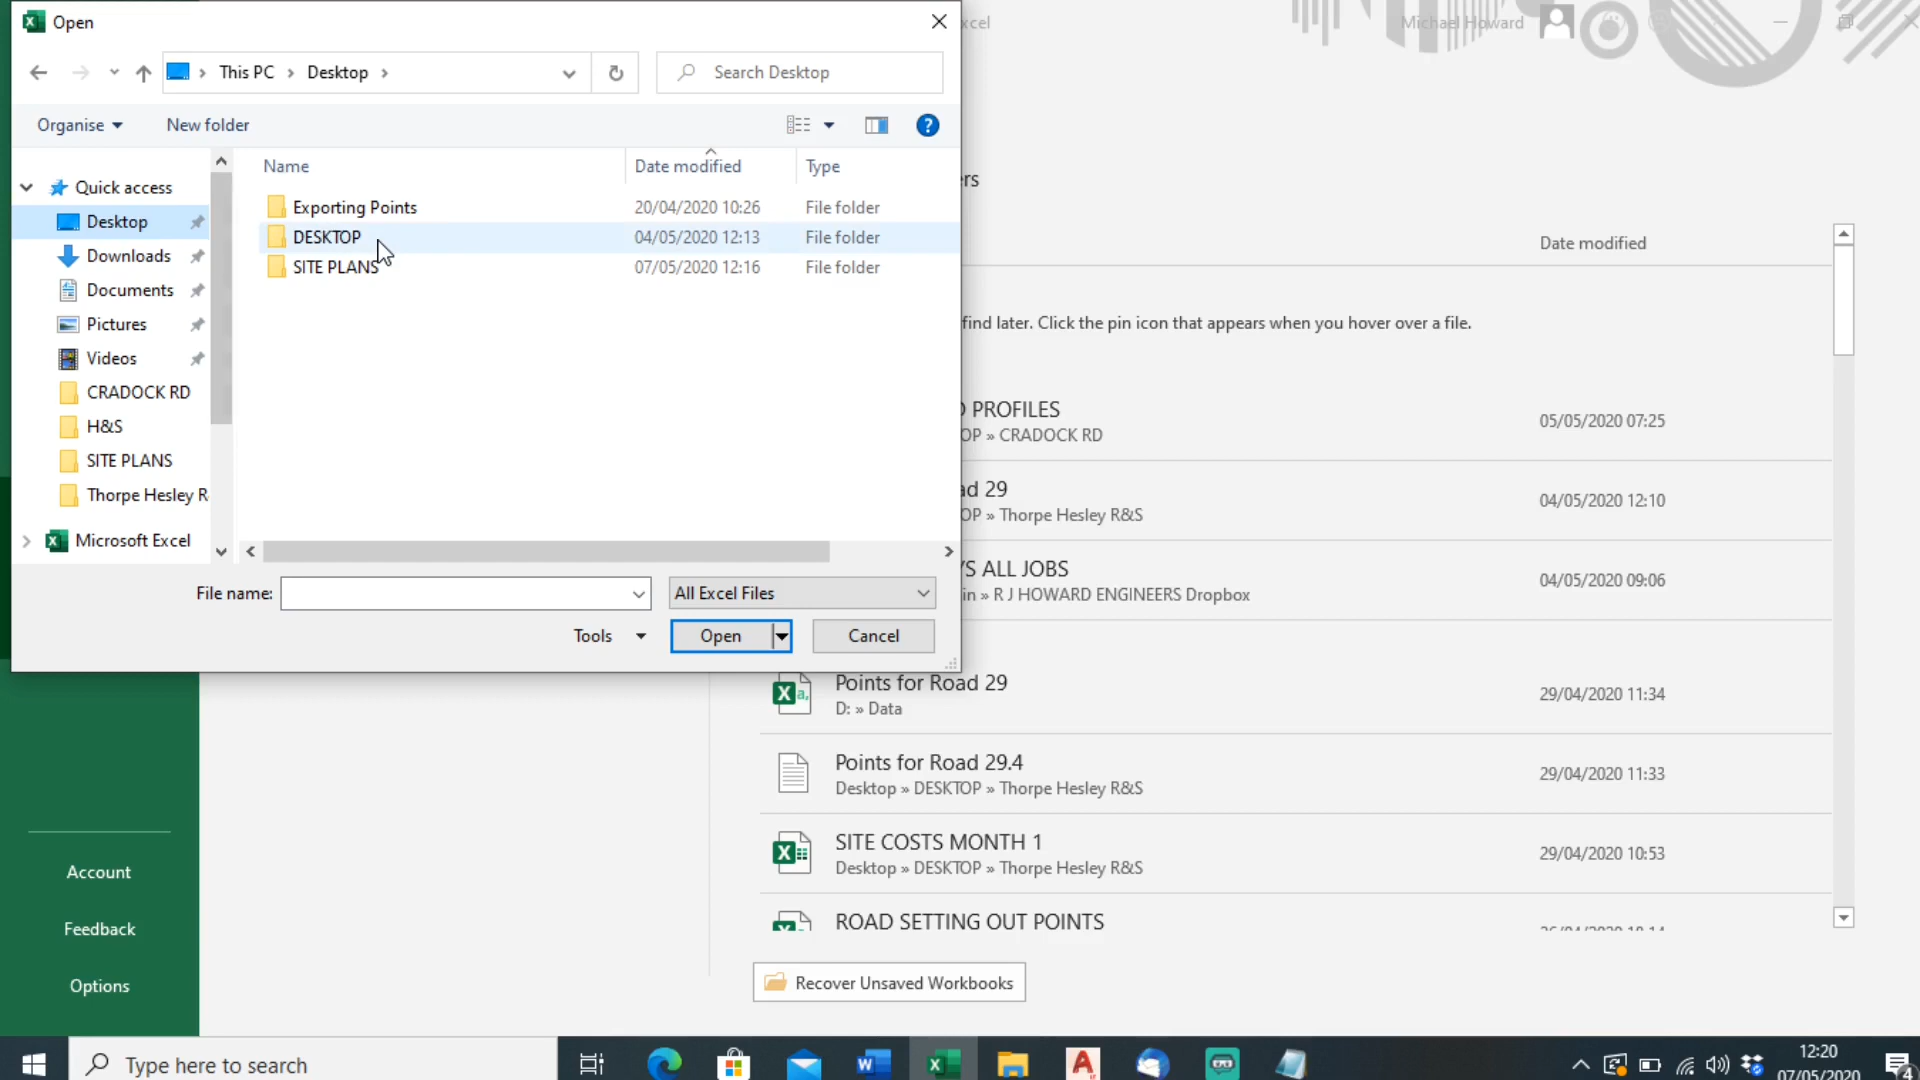 Open
xcel
Michael Howard
This PC
Desktop
Search Desktop
Organise
New folder
Name
Date modified
Type
Quick access
Desktop
Downloads
Documents
Pictures
Videos
CRADOCK RD
H&S
SITE PLANS
Thorpe Hesley R
Microsoft Excel
Exporting Points 20/04/2020 10:26 File folder
DESKTOP 04/05/2020 12:13 File folder
SITE PLANS 07/05/2020 12:16 File folder
File name:
All Excel Files
Tools
Open
Cancel
ers
Date modified
find later. Click the pin icon that appears when you hover over a file.
PROFILES
OP » CRADOCK RD
05/05/2020 07:25
ad 29
OP » Thorpe Hesley R&S
04/05/2020 12:10
'S ALL JOBS
in » R J HOWARD ENGINEERS Dropbox
04/05/2020 09:06
Points for Road 29
D: » Data
29/04/2020 11:34
Points for Road 29.4
Desktop » DESKTOP » Thorpe Hesley R&S
29/04/2020 11:33
SITE COSTS MONTH 1
Desktop » DESKTOP » Thorpe Hesley R&S
29/04/2020 10:53
ROAD SETTING OUT POINTS
Recover Unsaved Workbooks
Account
Feedback
Options
Type here to search
12:20
07/05/2020
4